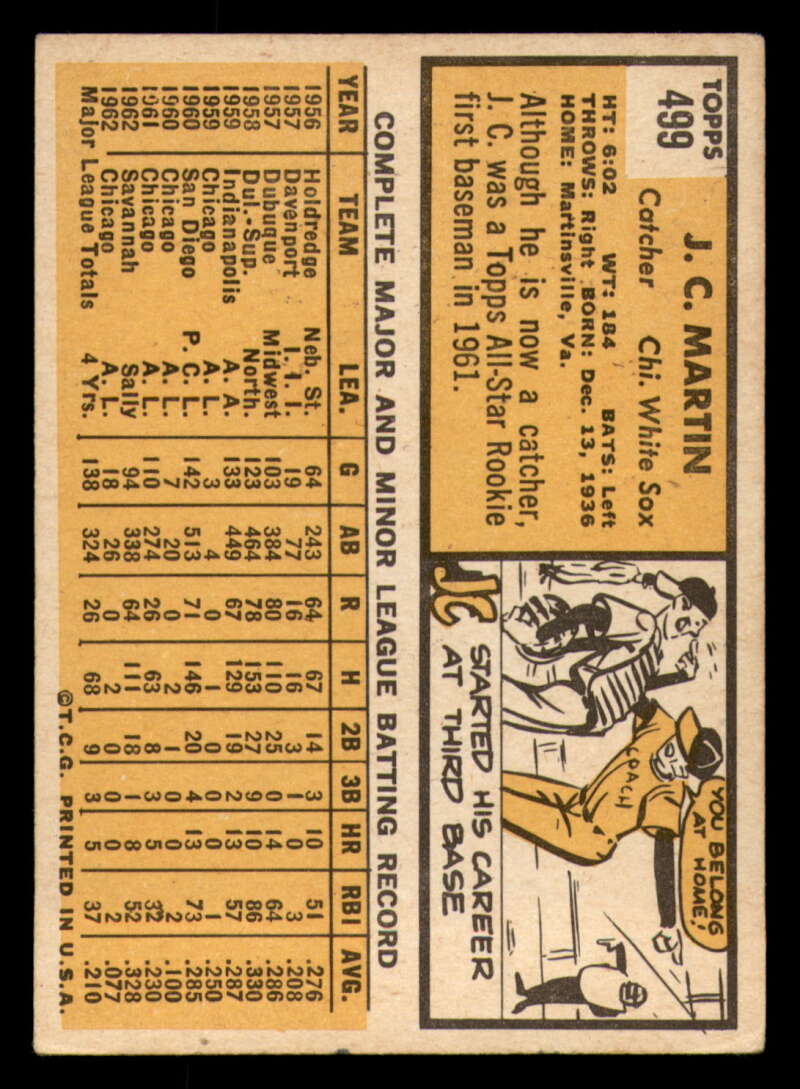 TOPPS
499
J. C. MARTIN
Catcher Chi. White Sox
HT: 6:02 WT: 184 BATS: Left
THROWS: Right BORN: Dec. 13, 1936
HOME: Martinsville, Va.
Although he is now a catcher,
J. C. was a Topps All-Star Rookie
first baseman in 1961.
YOU BELONG
AT HOME!
COACH
JC STARTED HIS CAREER
AT THIRD BASE
COMPLETE MAJOR AND MINOR LEAGUE BATTING RECORD
YEAR TEAM LEA. G AB R H 2B 3B HR RBI AVG.
1956 Holdredge Neb. St. 64 243 64 67 14 3 10 51 .276
1957 Davenport I. I. I. 19 77 16 16 3 1 0 3 .208
1957 Dubuque Midwest 103 384 80 110 25 0 14 64 .286
1958 Dul.-Sup. North. 123 464 78 153 27 9 10 86 .330
1959 Indianapolis A. A. 133 449 67 129 19 2 13 57 .287
1959 Chicago A. L. 3 4 0 1 0 0 0 1 .250
1960 San Diego P. C. L. 142 513 71 146 20 4 13 73 .285
1960 Chicago A. L. 7 20 0 2 1 0 0 2 .100
1961 Chicago A. L. 110 274 26 63 8 3 5 32 .230
1962 Savannah Sally 94 338 64 111 18 1 8 52 .328
1962 Chicago A. L. 18 26 0 2 0 0 0 2 .077
Major League Totals 4 Yrs. 138 324 26 68 9 3 5 37 .210
©T.C.G. PRINTED IN U.S.A.